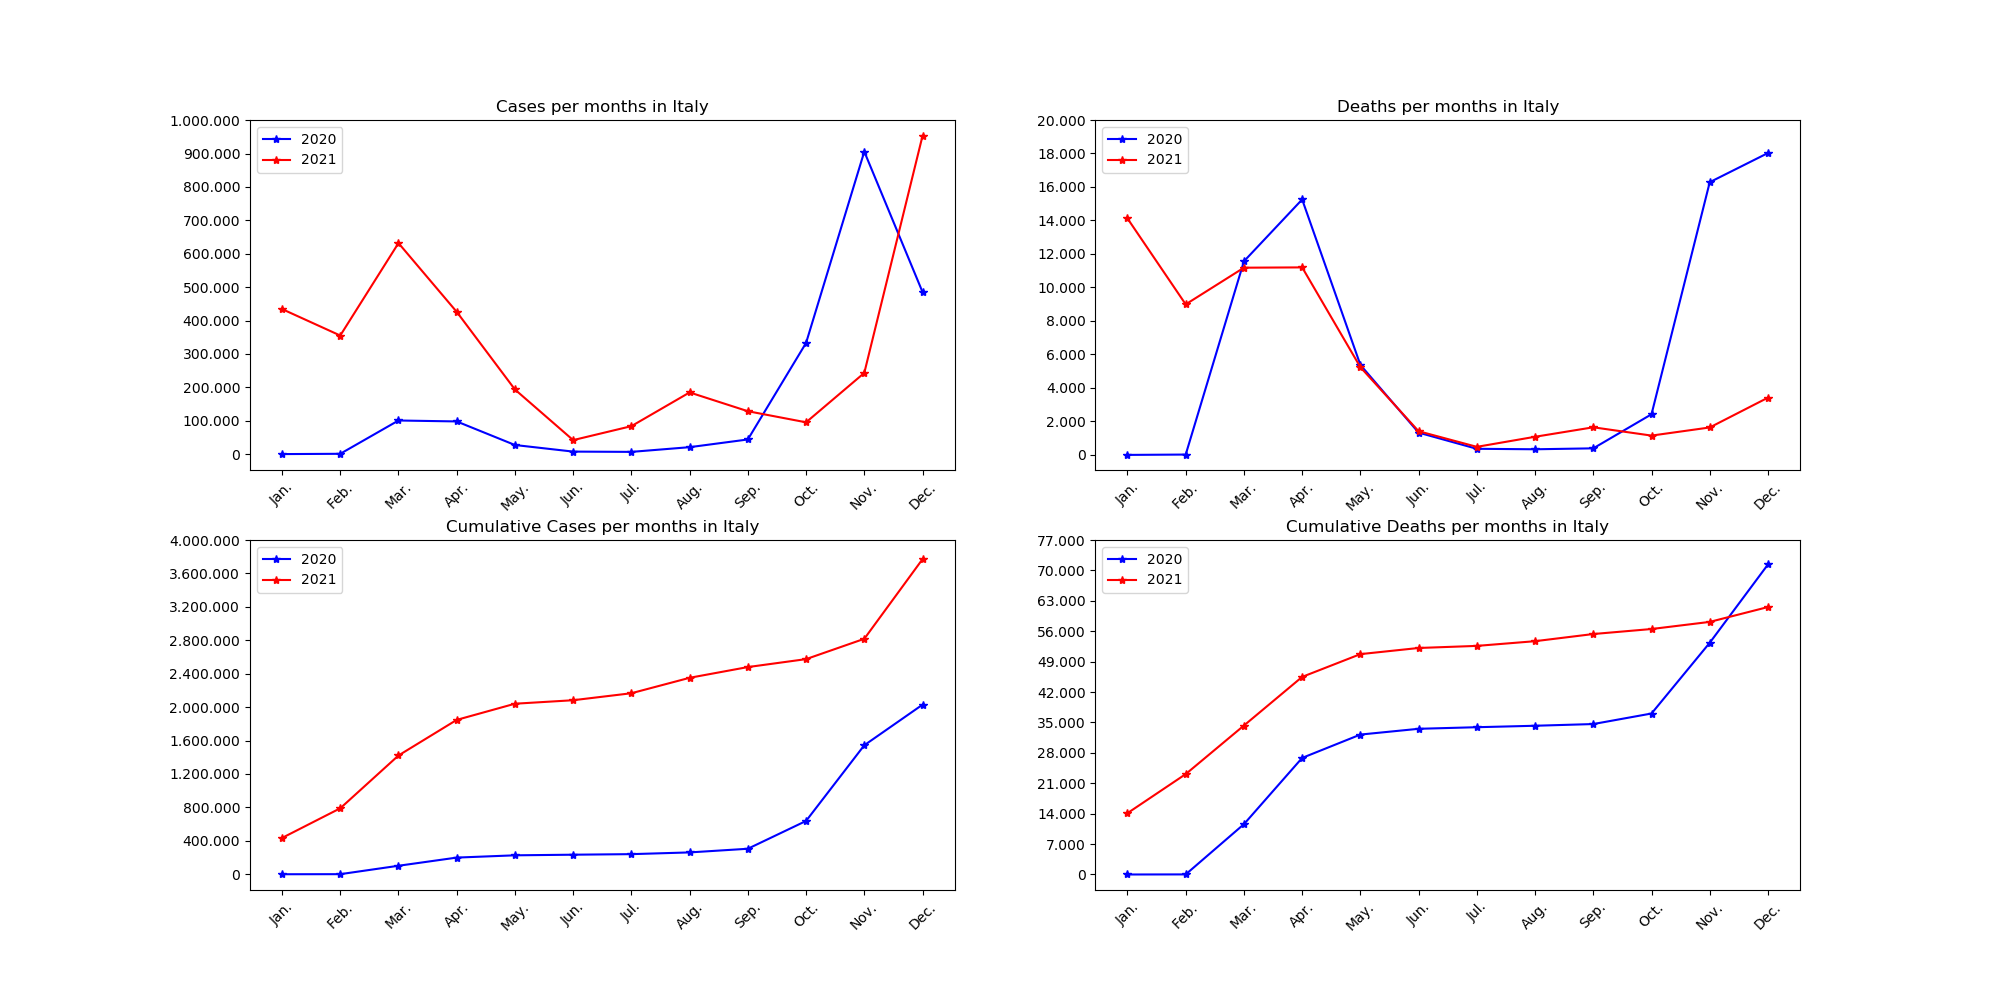 Cases per months in Italy
1.000.000
900.000
800.000
700.000
600.000
500.000
400.000
300.000
200.000
100.000
0
2020
2021
Jan.
Feb.
Mar.
Apr.
May.
Jun.
Jul.
Aug.
Sep.
Oct.
Nov.
Dec.
Deaths per months in Italy
20.000
18.000
16.000
14.000
12.000
10.000
8.000
6.000
4.000
2.000
0
2020
2021
Jan.
Feb.
Mar.
Apr.
May.
Jun.
Jul.
Aug.
Sep.
Oct.
Nov.
Dec.
Cumulative Cases per months in Italy
4.000.000
3.600.000
3.200.000
2.800.000
2.400.000
2.000.000
1.600.000
1.200.000
800.000
400.000
0
2020
2021
Jan.
Feb.
Mar.
Apr.
May.
Jun.
Jul.
Aug.
Sep.
Oct.
Nov.
Dec.
Cumulative Deaths per months in Italy
77.000
70.000
63.000
56.000
49.000
42.000
35.000
28.000
21.000
14.000
7.000
0
2020
2021
Jan.
Feb.
Mar.
Apr.
May.
Jun.
Jul.
Aug.
Sep.
Oct.
Nov.
Dec.